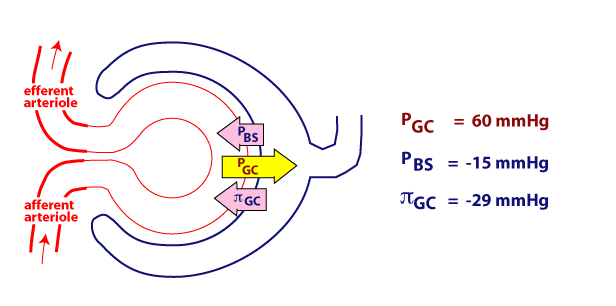 efferent
arteriole
PBS
PGC
πGC
afferent
arteriole
PGC = 60 mmHg
PBS = -15 mmHg
πGC = -29 mmHg